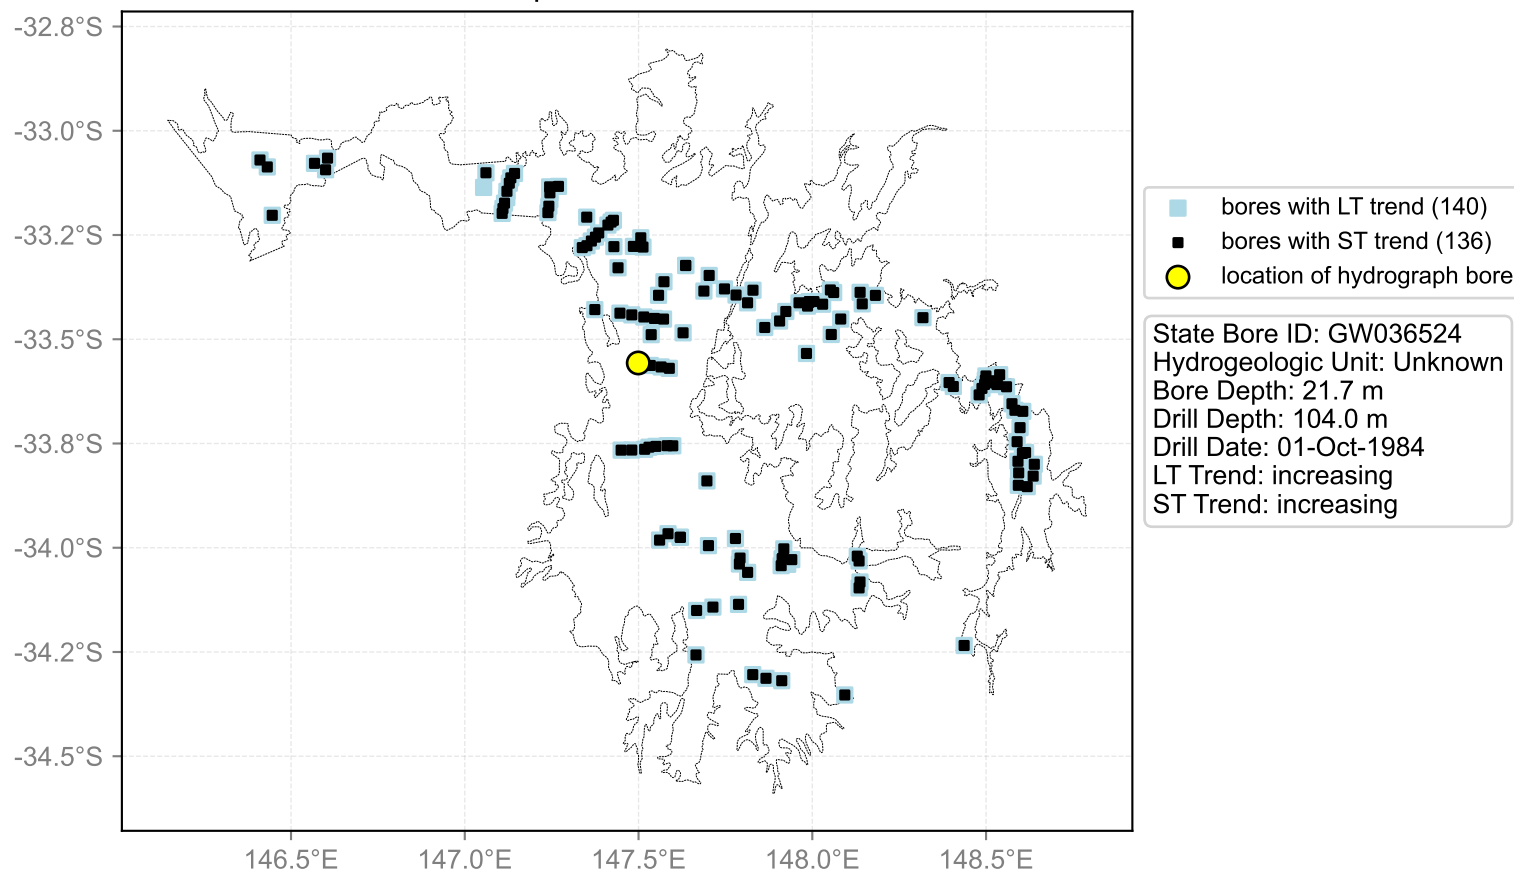 -32.8°S
-33.0°S
-33.2°S
-33.5°S
-33.8°S
-34.0°S
-34.2°S
-34.5°S
146.5°E
147.0°E
147.5°E
148.0°E
148.5°E
bores with LT trend (140)
bores with ST trend (136)
location of hydrograph bore
State Bore ID: GW036524
Hydrogeologic Unit: Unknown
Bore Depth: 21.7 m
Drill Depth: 104.0 m
Drill Date: 01-Oct-1984
LT Trend: increasing
ST Trend: increasing